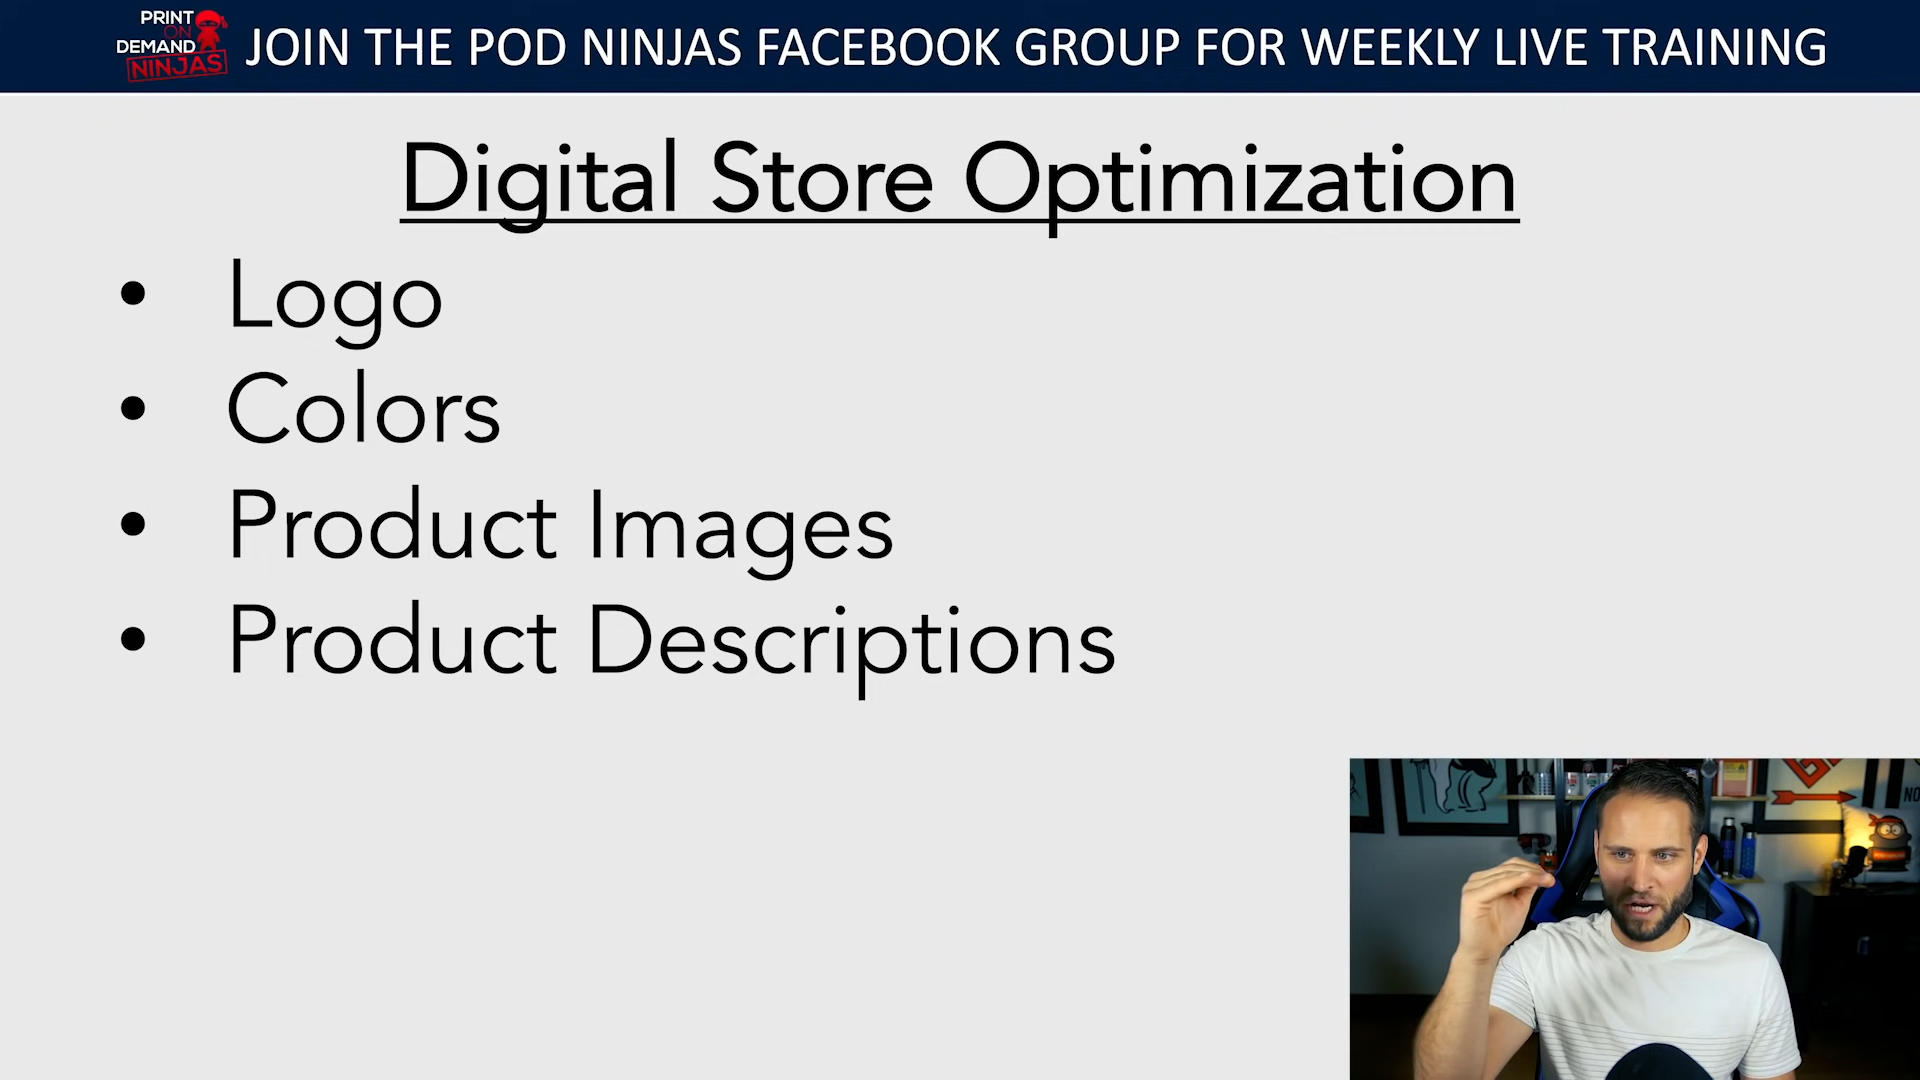 PRINT
ON
DEMAND
NINJAS
JOIN THE POD NINJAS FACEBOOK GROUP FOR WEEKLY LIVE TRAINING
Digital Store Optimization
• Logo
• Colors
• Product Images
• Product Descriptions
NO